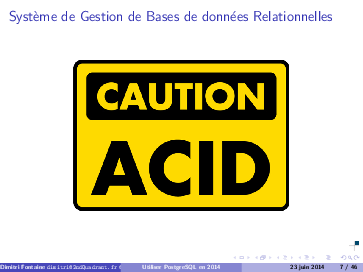 Système de Gestion de Bases de données Relationnelles
CAUTION
ACID
Dimitri Fontaine dimitri@2ndQuadrant.fr
Utiliser PostgreSQL en 2014
23 juin 2014
7 / 46